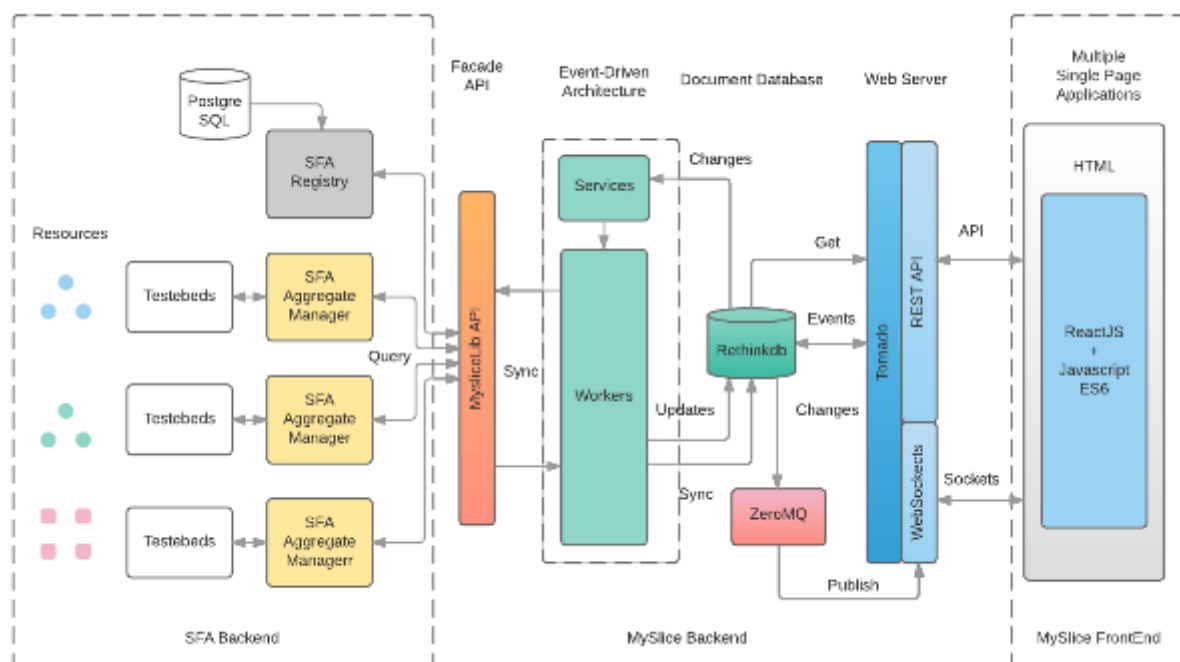 Facade
API
Event-Driven
Architecture
Document Database
Web Server
Multiple
Single Page
Applications
Postgre
SQL
SFA
Registry
Services
Changes
HTML
Resources
Testebeds
SFA
Aggregate
Manager
Query
MysliceLib API
Sync
Workers
Get
API
Rethinkdb
Events
Tornado
REST API
ReactJS
+
Javascript
ES6
Testebeds
SFA
Aggregate
Manager
Updates
Changes
Sync
ZeroMQ
WebSockects
Sockets
Testebeds
SFA
Aggregate
Managerr
Publish
SFA Backend
MySlice Backend
MySlice FrontEnd